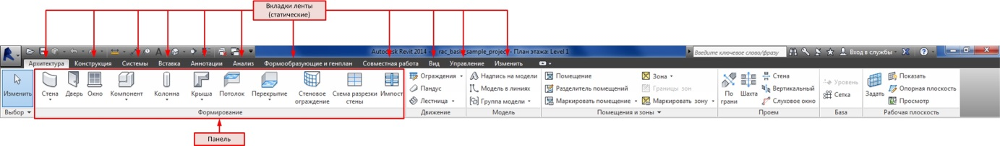 Вкладки ленты
(статические)
Autodesk Revit 2014 - rac_basic_sample_project - План этажа: Level 1
Введите ключевое слово/фразу
Вход в службы
Архитектура Конструкция Системы Вставка Аннотации Анализ Формообразующие и генплан Совместная работа Вид Управление Изменить
Изменить
Стена Дверь Окно Компонент Колонна Крыша Потолок Перекрытие Стеновое ограждение Схема разрезки стены Импост
Ограждения
Пандус
Лестница
Надпись на модели
Модель в линиях
Группа модели
Помещение
Разделитель помещений
Маркировать помещение
Зона
Границы зон
Маркировать зону
По грани
Шахта
Стена
Вертикальный
Слуховое окно
Уровень
Сетка
Задать
Показать
Опорная плоскость
Просмотр
Выбор Формирование Движение Модель Помещения и зоны Проем База Рабочая плоскость
Панель